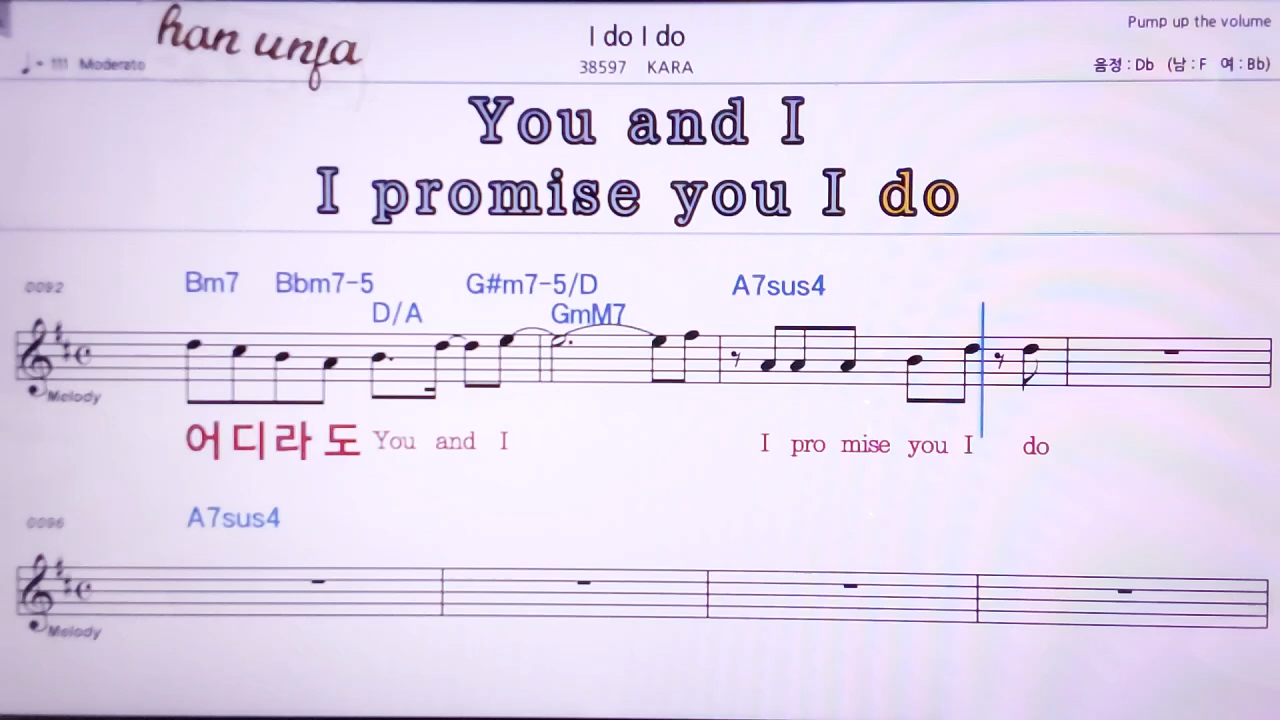 han unfa
I do I do
Pump up the volume
♩= 111 Moderato
38597 KARA
음정 : Db (남 : F 여 : Bb)
You and I
I promise you I do
0092
Bm7 Bbm7-5 G#m7-5/D A7sus4
D/A GmM7
Melody
어디라도 You and I I pro mise you I do
0096
A7sus4
Melody